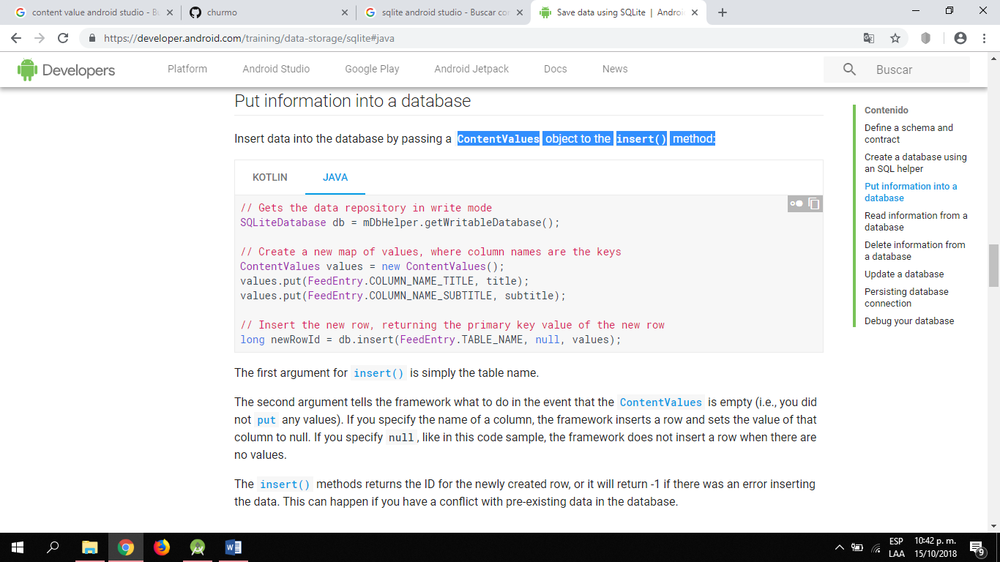 content value android studio - B
churmo
sqlite android studio - Buscar co
Save data using SQLite | Androi
https://developer.android.com/training/data-storage/sqlite#java
Developers
Platform
Android Studio
Google Play
Android Jetpack
Docs
News
Buscar
Put information into a database
Insert data into the database by passing a ContentValues object to the insert() method:
KOTLIN
JAVA
// Gets the data repository in write mode
SQLiteDatabase db = mDbHelper.getWritableDatabase();
// Create a new map of values, where column names are the keys
ContentValues values = new ContentValues();
values.put(FeedEntry.COLUMN_NAME_TITLE, title);
values.put(FeedEntry.COLUMN_NAME_SUBTITLE, subtitle);
// Insert the new row, returning the primary key value of the new row
long newRowId = db.insert(FeedEntry.TABLE_NAME, null, values);
The first argument for insert() is simply the table name.
The second argument tells the framework what to do in the event that the ContentValues is empty (i.e., you did
not put any values). If you specify the name of a column, the framework inserts a row and sets the value of that
column to null. If you specify null, like in this code sample, the framework does not insert a row when there are
no values.
The insert() methods returns the ID for the newly created row, or it will return -1 if there was an error inserting
the data. This can happen if you have a conflict with pre-existing data in the database.
Contenido
Define a schema and
contract
Create a database using
an SQL helper
Put information into a
database
Read information from a
database
Delete information from
a database
Update a database
Persisting database
connection
Debug your database
ESP
LAA
10:42 p. m.
15/10/2018
9